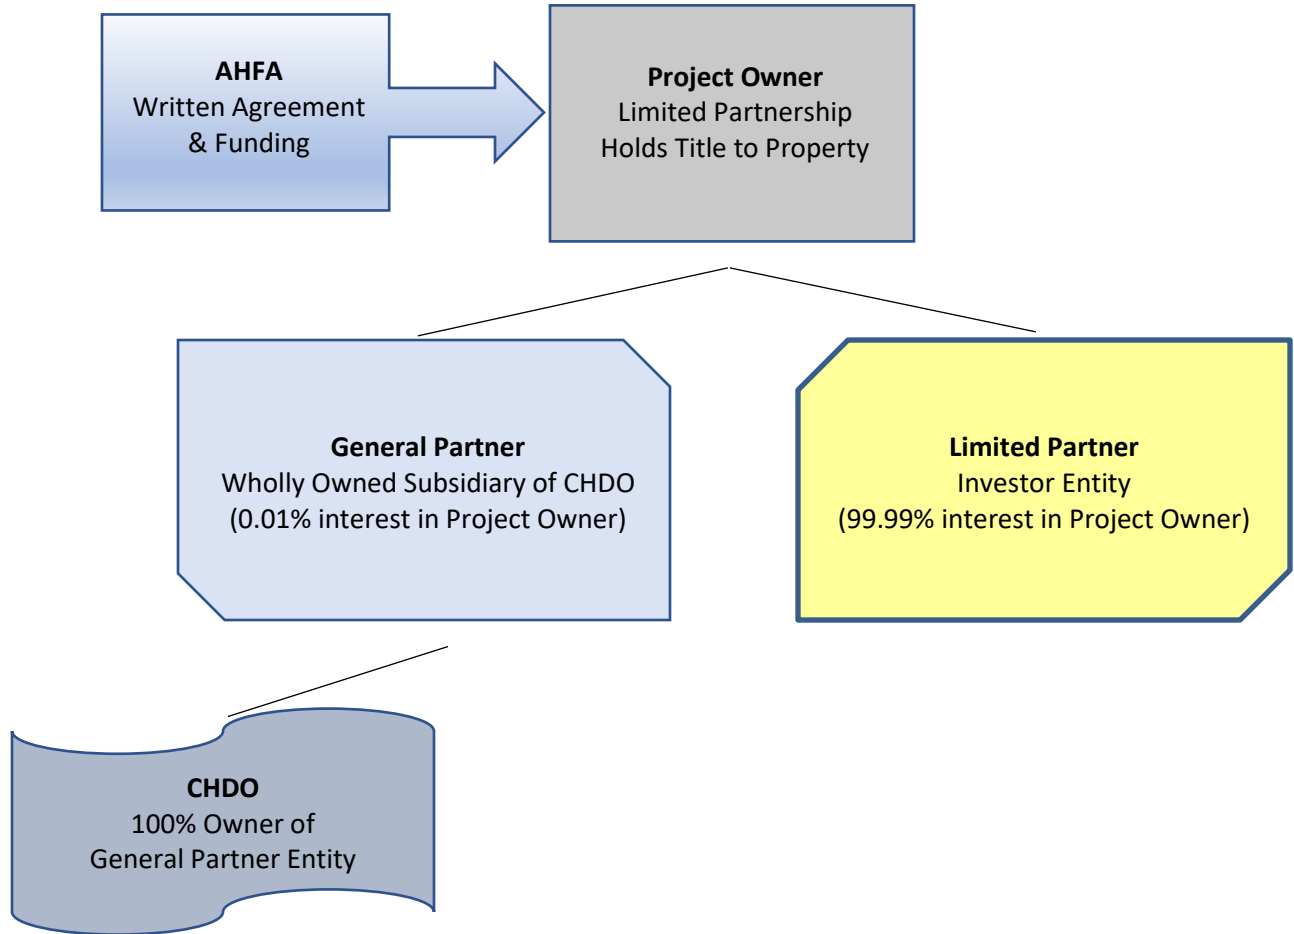 AHFA
Written Agreement
& Funding
Project Owner
Limited Partnership
Holds Title to Property
General Partner
Wholly Owned Subsidiary of CHDO
(0.01% interest in Project Owner)
Limited Partner
Investor Entity
(99.99% interest in Project Owner)
CHDO
100% Owner of
General Partner Entity